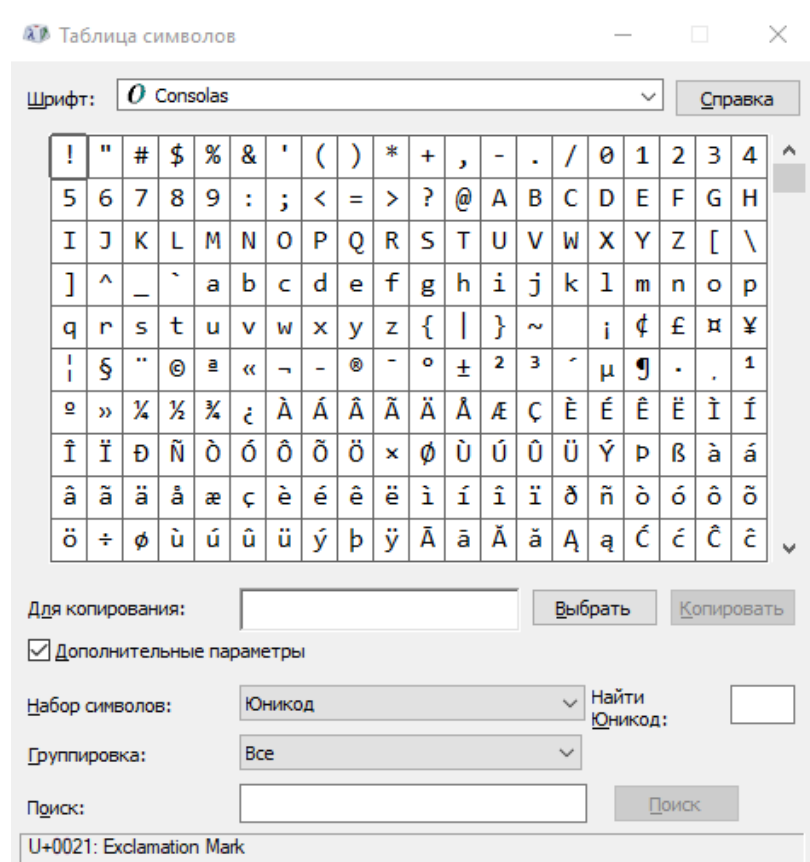 Таблица символов
Шрифт: Consolas Справка
! " # $ % & ' ( ) * + , - . / 0 1 2 3 4
5 6 7 8 9 : ; < = > ? @ A B C D E F G H
I J K L M N O P Q R S T U V W X Y Z [ \
] ^ _ ` a b c d e f g h i j k l m n o p
q r s t u v w x y z { | } ~ ¡ ¢ £ ¤ ¥
¦ § ¨ © ª « ¬ - ® ¯ ° ± ² ³ ´ µ ¶ · ¸ ¹
º » ¼ ½ ¾ ¿ À Á Â Ã Ä Å Æ Ç È É Ê Ë Ì Í
Î Ï Ð Ñ Ò Ó Ô Õ Ö × Ø Ù Ú Û Ü Ý Þ ß à á
â ã ä å æ ç è é ê ë ì í î ï ð ñ ò ó ô õ
ö ÷ ø ù ú û ü ý þ ÿ Ā ā Ă ă Ą ą Ć ć Ĉ ĉ
Для копирования: Выбрать Копировать
Дополнительные параметры
Набор символов: Юникод Найти
Юникод:
Группировка: Все
Поиск: Поиск
U+0021: Exclamation Mark